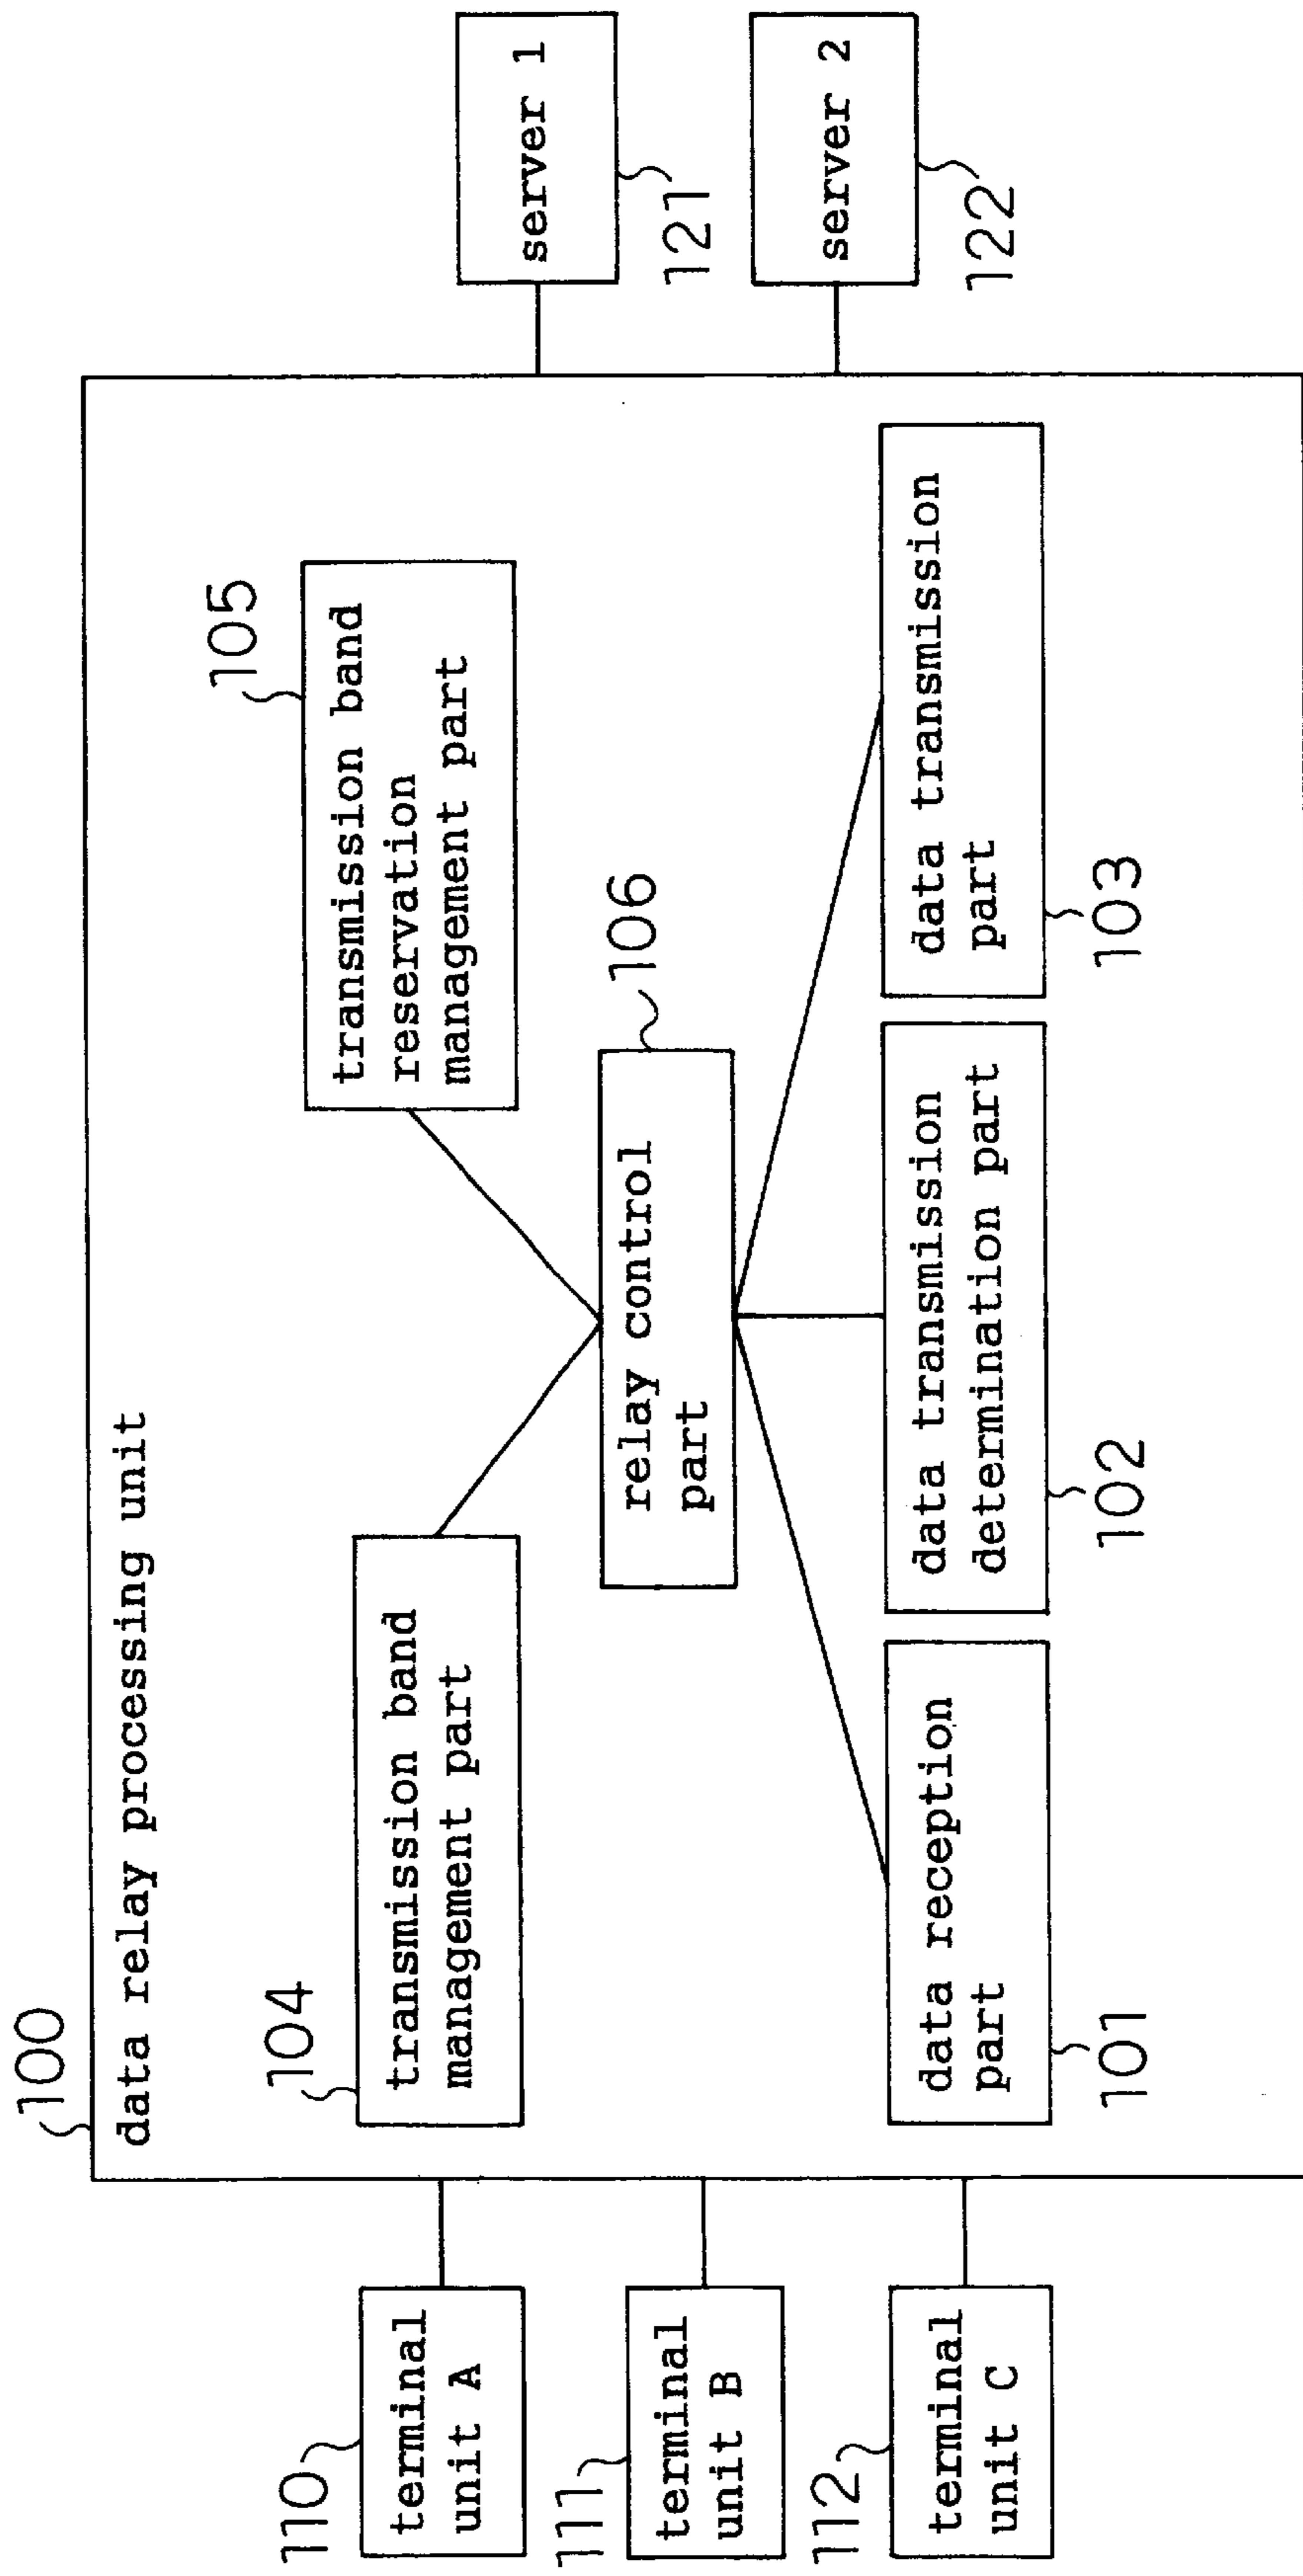 100
data relay processing unit
104
transmission band
management part
105
transmission band
reservation
management part
106
relay control
part
data reception
part
101
data transmission
determination part
102
data transmission
part
103
110
terminal
unit A
111
terminal
unit B
112
terminal
unit C
server 1
121
server 2
122